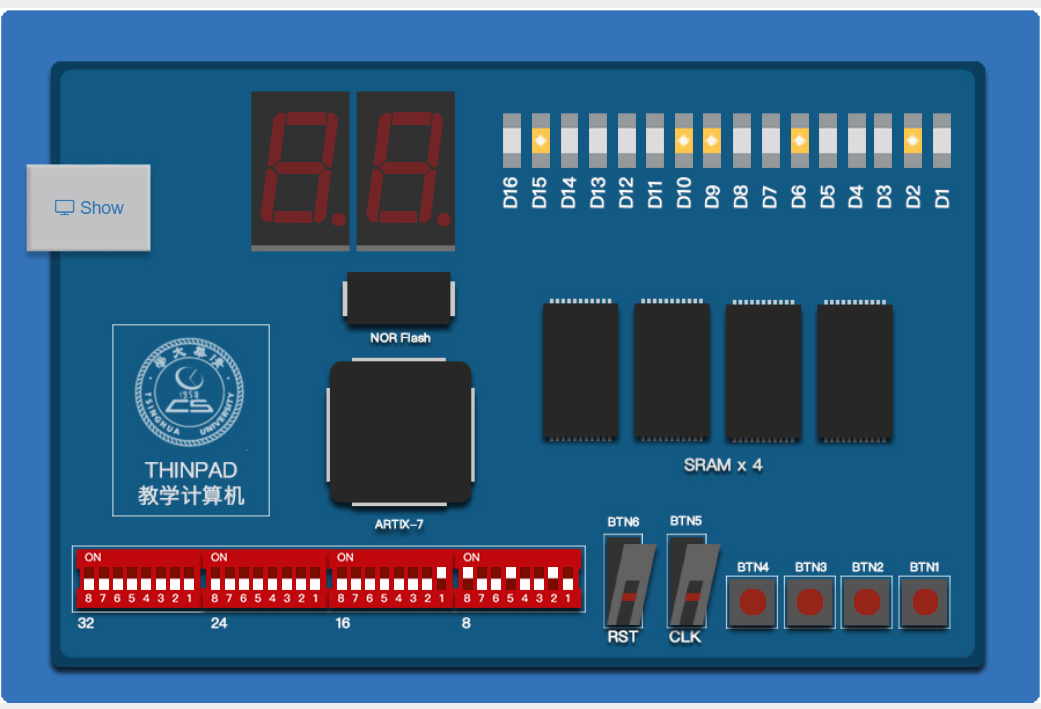 D16 D15 D14 D13 D12 D11 D10 D9 D8 D7 D6 D5 D4 D3 D2 D1
Show
NOR Flash
清華大學
1958
CS
TSINGHUA UNIVERSITY
THINPAD
教学计算机
SRAM x 4
ARTIX-7
BTN6 BTN5
BTN4 BTN3 BTN2 BTN1
ON ON ON ON
8 7 6 5 4 3 2 1 8 7 6 5 4 3 2 1 8 7 6 5 4 3 2 1 8 7 6 5 4 3 2 1
32 24 16 8
RST CLK